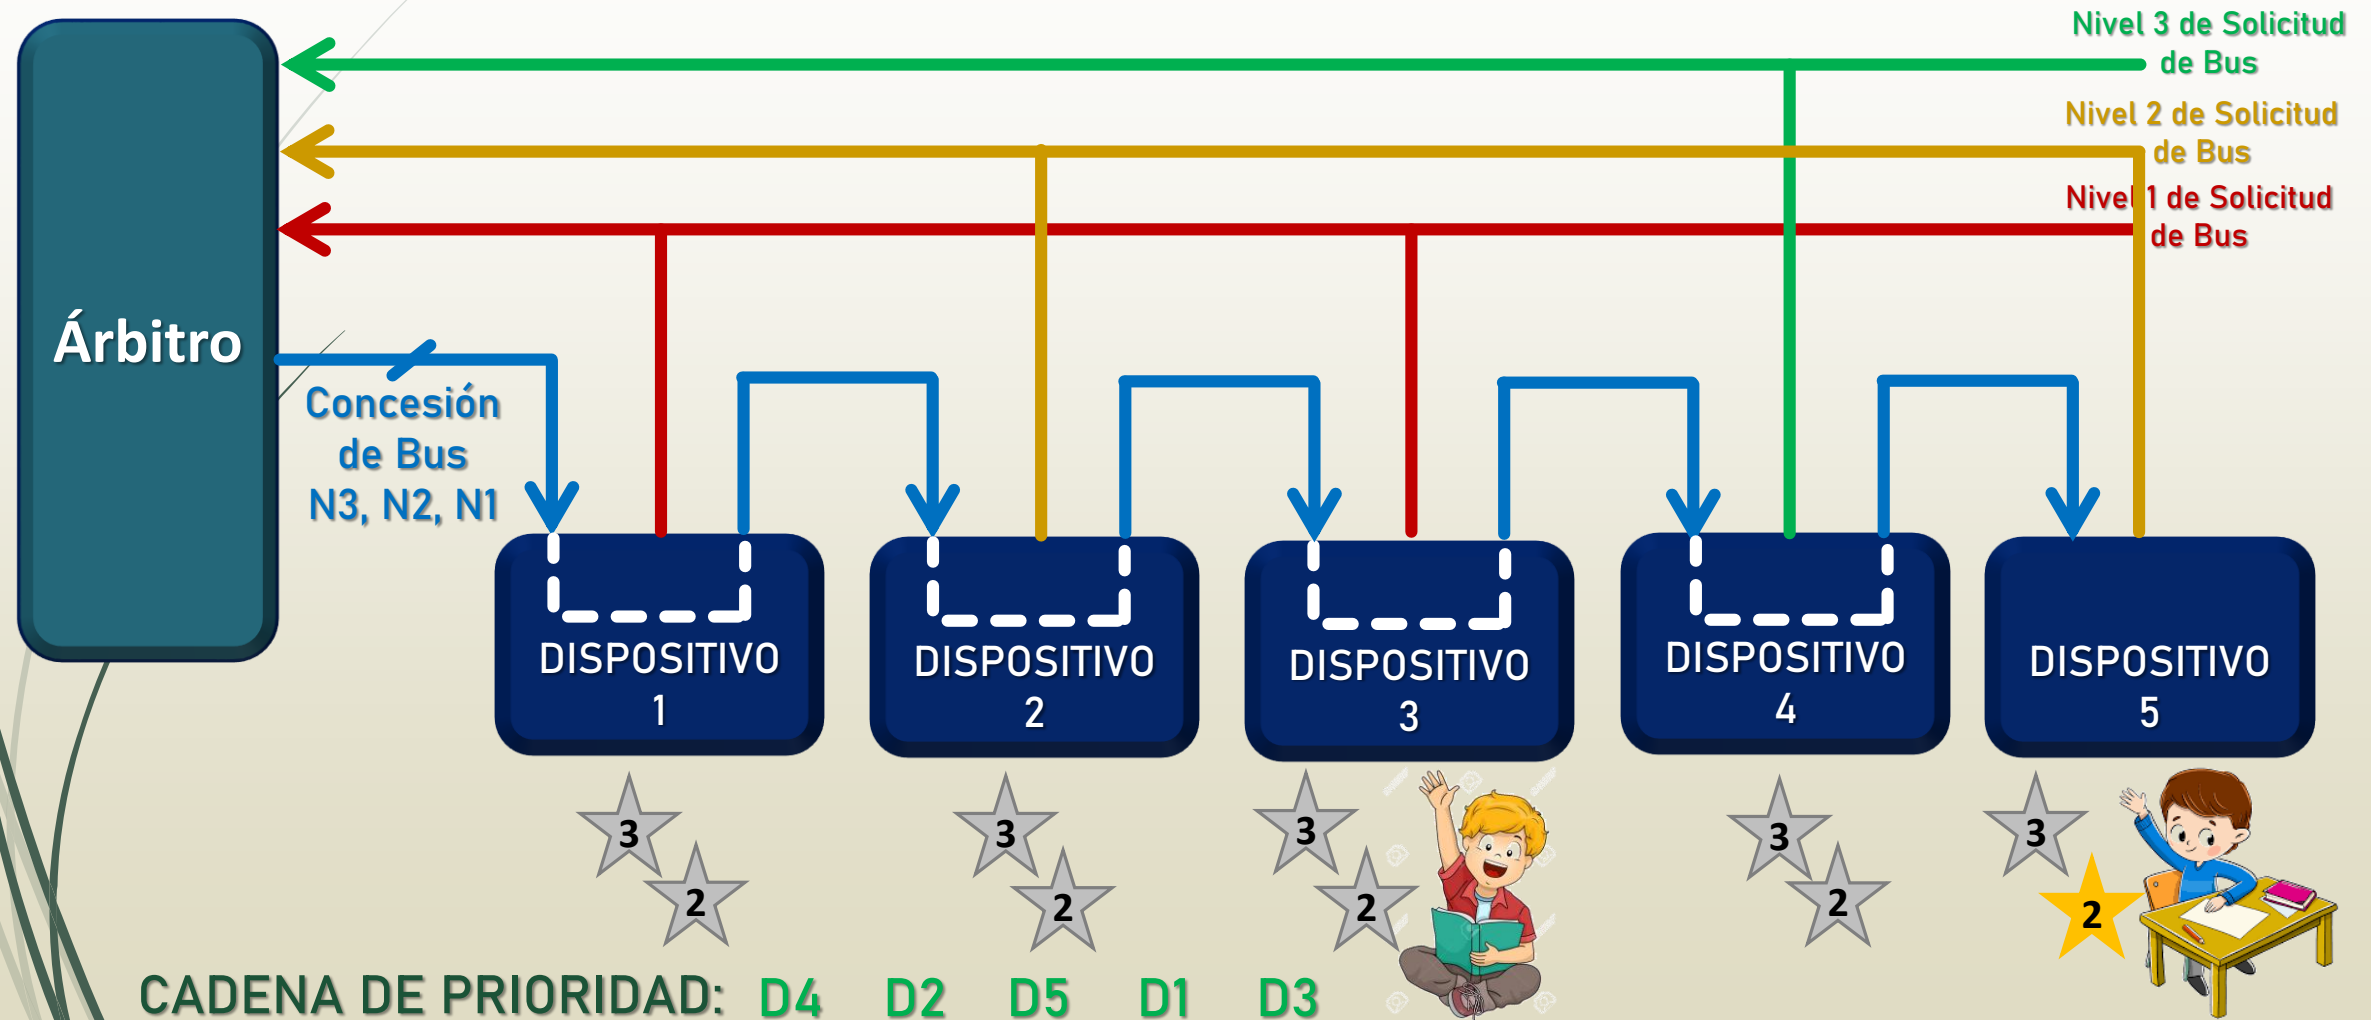 Nivel 3 de Solicitud
de Bus
Nivel 2 de Solicitud
de Bus
Nivel 1 de Solicitud
de Bus
Árbitro
Concesión
de Bus
N3, N2, N1
DISPOSITIVO
1
DISPOSITIVO
2
DISPOSITIVO
3
DISPOSITIVO
4
DISPOSITIVO
5
3
2
3
2
3
2
3
2
3
2
CADENA DE PRIORIDAD: D4 D2 D5 D1 D3